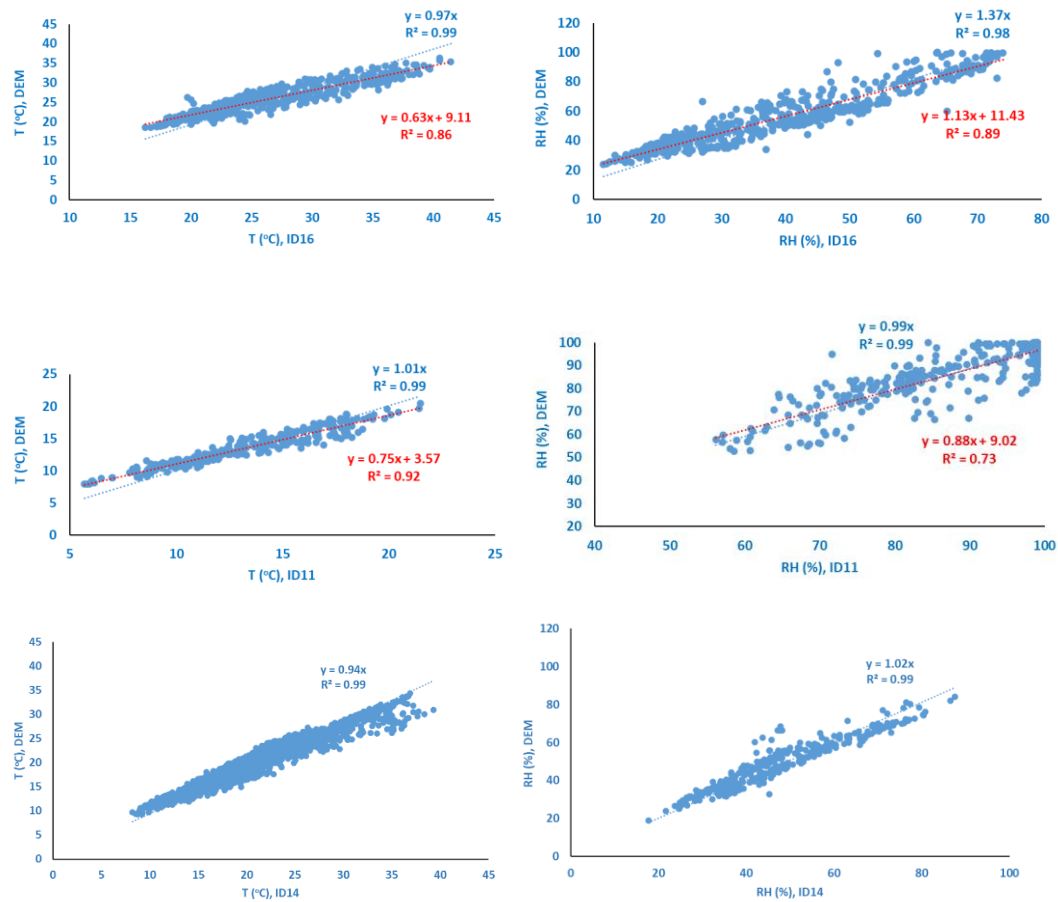 y = 0.97x
R² = 0.99
0.63x + 9.11
R² = 0.86
T (°C), DEM
45
40
35
30
25
20
15
10
5
0
10 15 20 25 30 35 40 45
T (°C), ID16
y = 1.37x
R² = 0.98
1.13x + 11.43
R² = 0.89
RH (%), DEM
120
100
80
60
40
20
0
10 20 30 40 50 60 70 80
RH (%), ID16
y = 1.01x
R² = 0.99
y = 0.75x + 3.57
R² = 0.92
T (°C), DEM
25
20
15
10
5
0
5 10 15 20 25
T (°C), ID11
y = 0.99x
R² = 0.99
y = 0.88x + 9.02
R² = 0.73
RH (%), DEM
100
90
80
70
60
50
40
30
20
40 50 60 70 80 90 100
RH (%), ID11
y = 0.94x
R² = 0.99
T (°C), DEM
45
40
35
30
25
20
15
10
5
0
0 5 10 15 20 25 30 35 40 45
T (°C), ID14
y = 1.02x
R² = 0.99
RH (%), DEM
120
100
80
60
40
20
0
0 20 40 60 80 100
RH (%), ID14